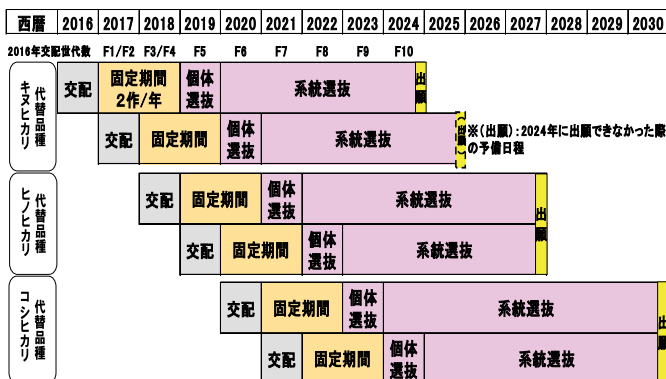 西暦 2016 2017 2018 2019 2020 2021 2022 2023 2024 2025 2026 2027 2028 2029 2030
2016年交配世代数 F1/F2 F3/F4 F5 F6 F7 F8 F9 F10
キヌヒカリ
代替品種
交配
固定期間
2作/年
個体
選抜
系統選抜
出願
交配
固定期間
個体
選抜
系統選抜
(出願)
※(出願):2024年に出願できなかった際
の予備日程
ヒノヒカリ
代替品種
交配
固定期間
個体
選抜
系統選抜
出願
交配
固定期間
個体
選抜
系統選抜
コシヒカリ
代替品種
交配
固定期間
個体
選抜
系統選抜
出願
交配
固定期間
個体
選抜
系統選抜